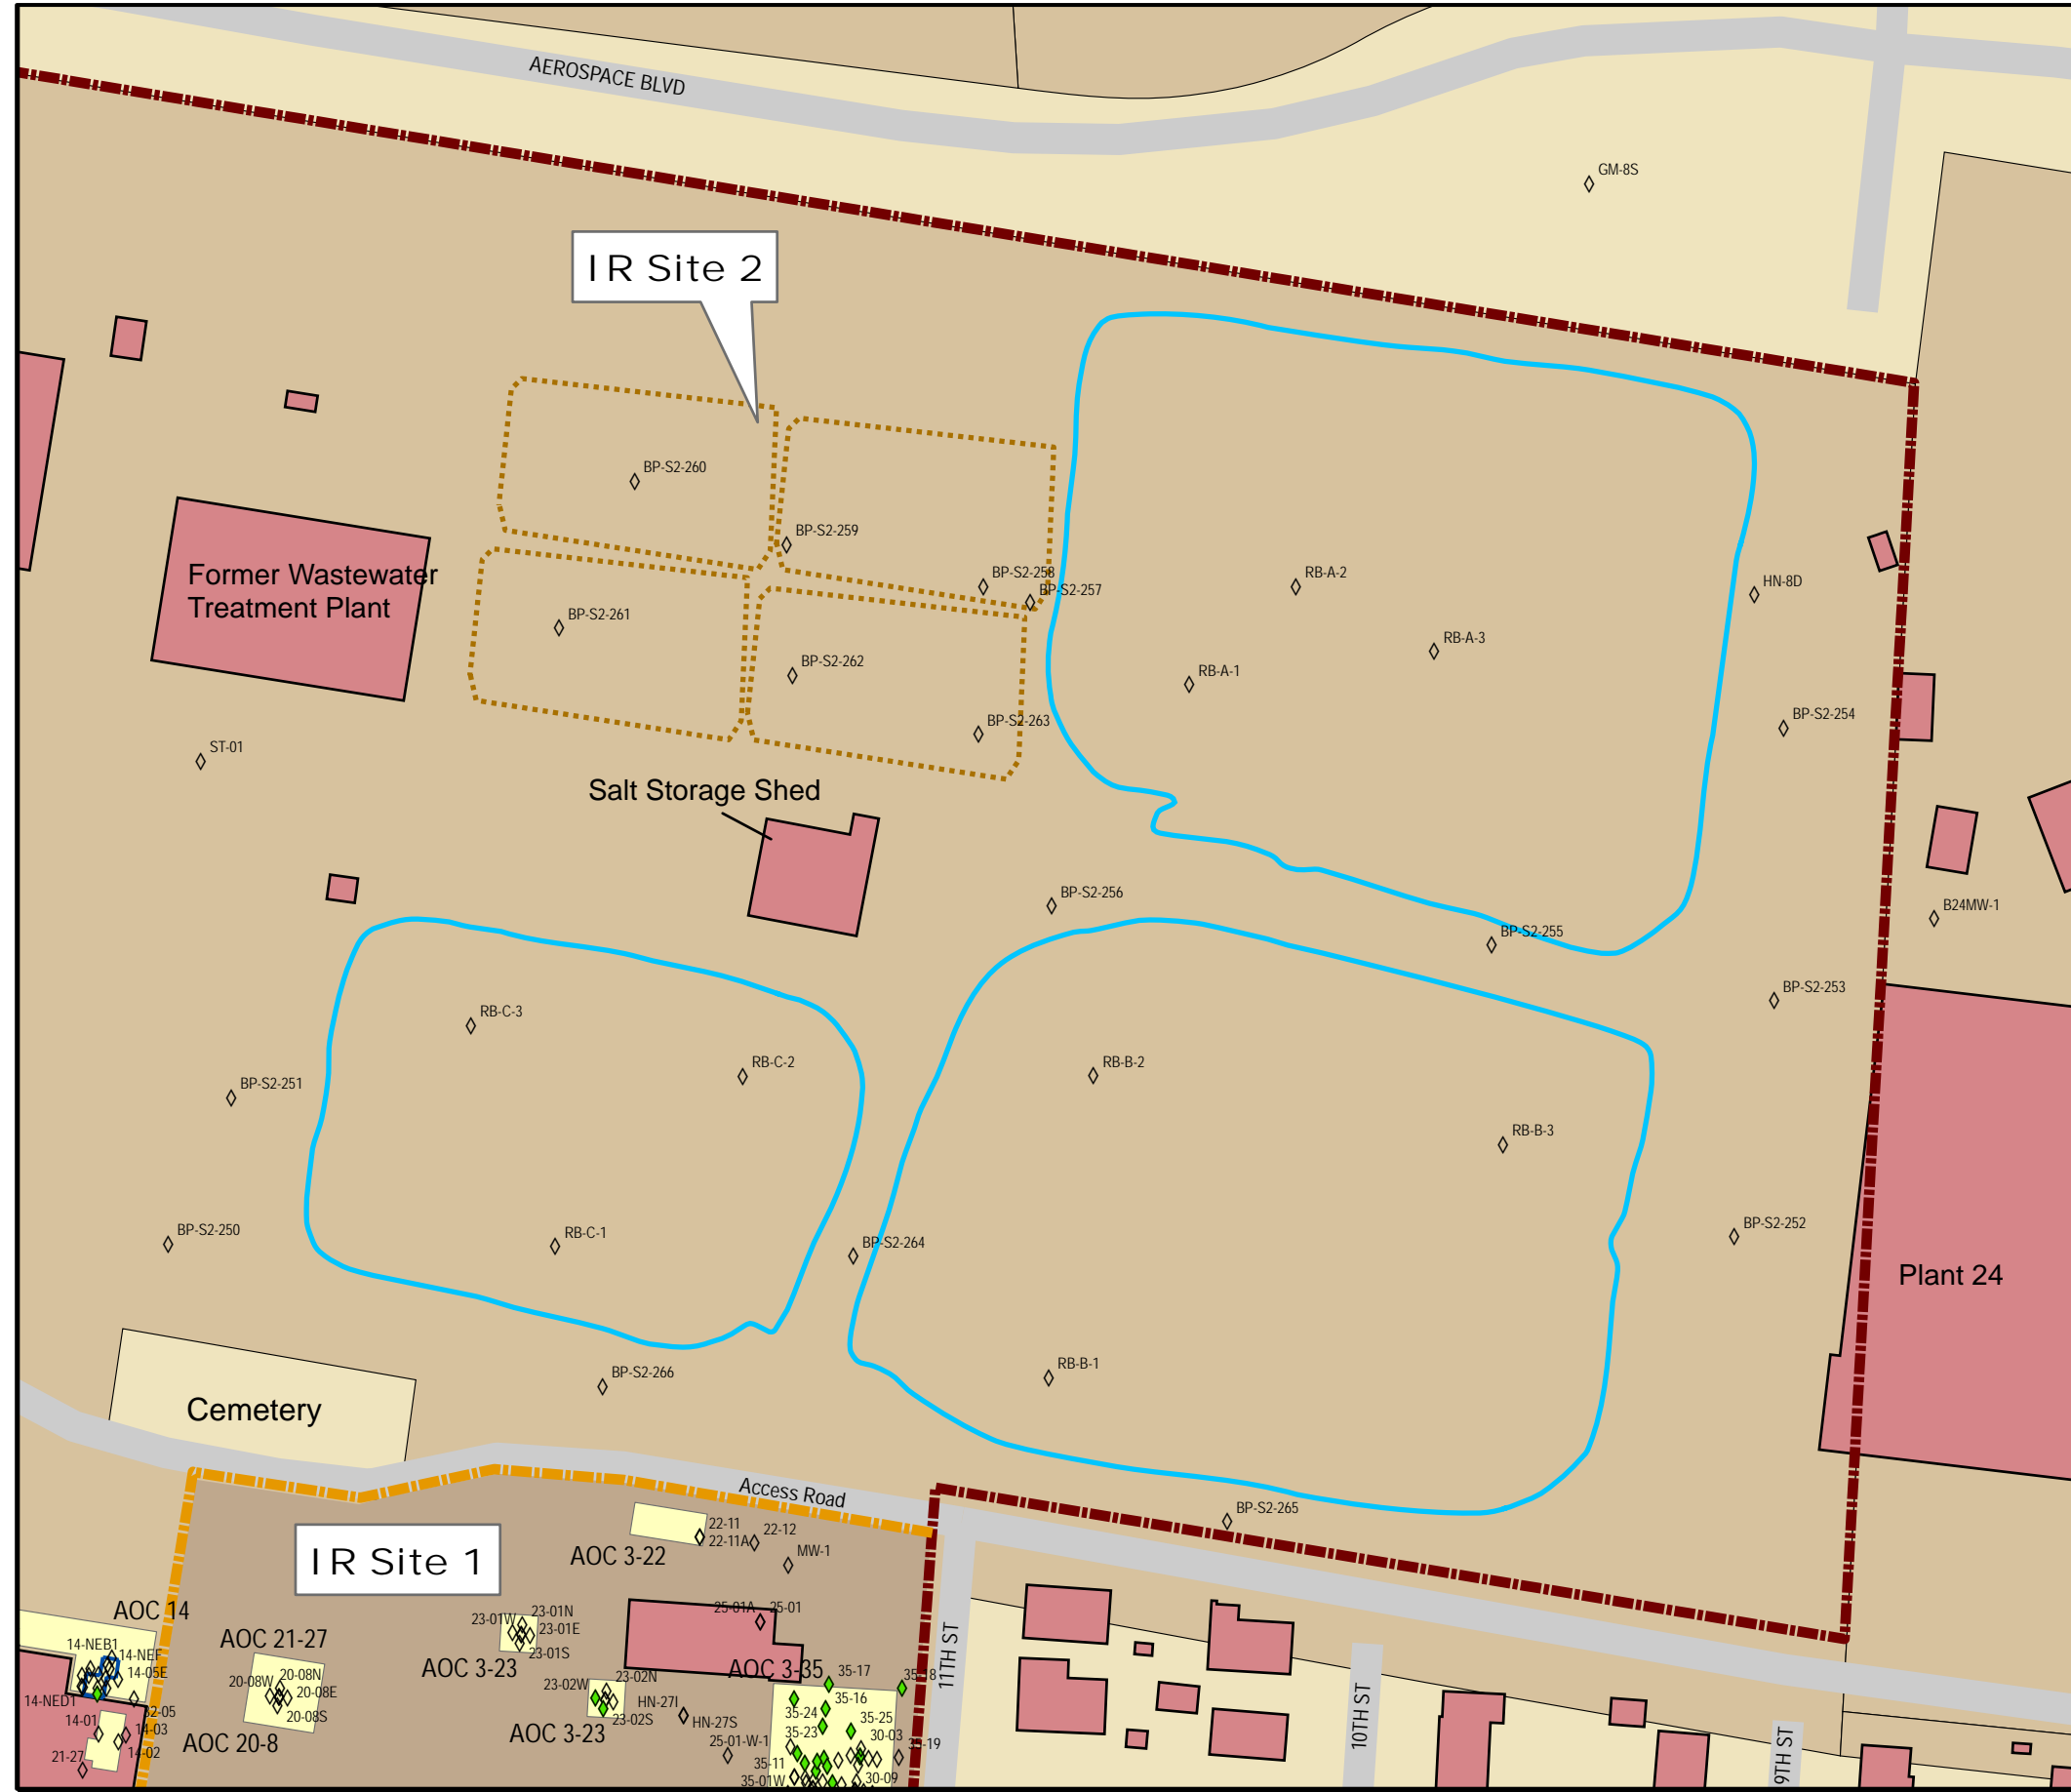 AEROSPACE BLVD
GM-8S
IR Site 2
BP-S2-260
BP-S2-259
BP-S2-258
BP-S2-257
RB-A-2
HN-8D
Former Wastewater
Treatment Plant
BP-S2-261
BP-S2-262
RB-A-3
RB-A-1
BP-S2-263
BP-S2-254
ST-01
Salt Storage Shed
BP-S2-256
BP-S2-255
B24MW-1
BP-S2-253
RB-C-3
RB-C-2
RB-B-2
BP-S2-251
RB-B-3
BP-S2-250
RB-C-1
BP-S2-264
BP-S2-252
Plant 24
BP-S2-266
RB-B-1
Cemetery
Access Road
BP-S2-265
IR Site 1
22-11
22-11A
22-12
MW-1
AOC 3-22
AOC 14
AOC 21-27
23-01W
23-01N
23-01E
23-01S
25-01A
25-01
AOC 3-23
AOC 3-35
14-NEB1
14-NEF
14-05E
20-08W
20-08N
20-08E
20-08S
23-02W
23-02N
23-02S
35-17
35-18
11TH ST
14-NED1
32-05
14-01
14-03
14-02
21-27
AOC 20-8
AOC 3-23
HN-27I
HN-27S
25-01-W-1
35-16
35-24
35-25
35-23
30-03
35-19
35-11
35-01W
30-09
10TH ST
9TH ST